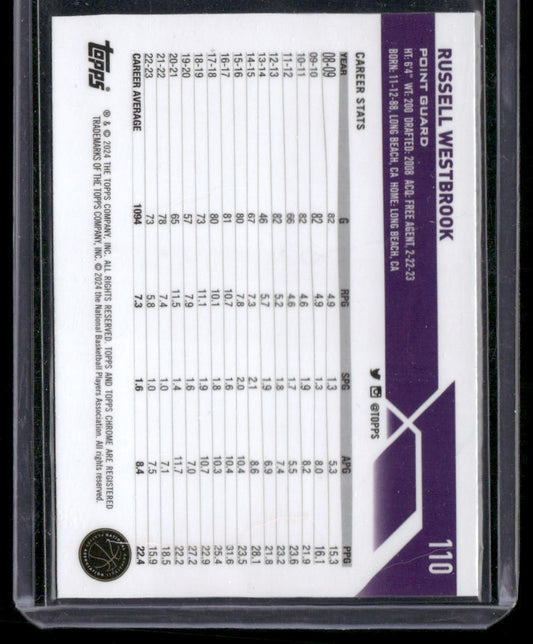 RUSSELL WESTBROOK 110
POINT GUARD
HT: 6'4" WT: 200 DRAFTED: 2008 ACQ: FREE AGENT, 2-22-23
BORN: 11-12-88, LONG BEACH, CA HOME: LONG BEACH, CA
@TOPPS
CAREER STATS
YEAR G RPG SPG APG PPG
08-09 82 4.9 1.3 5.3 15.3
09-10 82 4.9 1.3 8.0 16.1
10-11 82 4.6 1.9 8.2 21.9
11-12 66 4.6 1.7 5.5 23.6
12-13 82 5.2 1.8 7.4 23.2
13-14 46 5.7 1.9 6.9 21.8
14-15 67 7.3 2.1 8.6 28.1
15-16 80 7.8 2.0 10.4 23.5
16-17 81 10.7 1.6 10.4 31.6
17-18 80 10.1 1.8 10.3 25.4
18-19 73 11.1 1.9 10.7 22.9
19-20 57 7.9 1.6 7.0 27.2
20-21 65 11.5 1.4 11.7 22.2
21-22 78 7.4 1.0 7.1 18.5
22-23 73 5.8 1.0 7.5 15.9
CAREER AVERAGE 1094 7.3 1.6 8.4 22.4
Topps
® & © 2024 THE TOPPS COMPANY, INC. ALL RIGHTS RESERVED. TOPPS AND TOPPS CHROME ARE REGISTERED
TRADEMARKS OF THE TOPPS COMPANY, INC. © 2024 the National Basketball Players Association. All rights reserved.